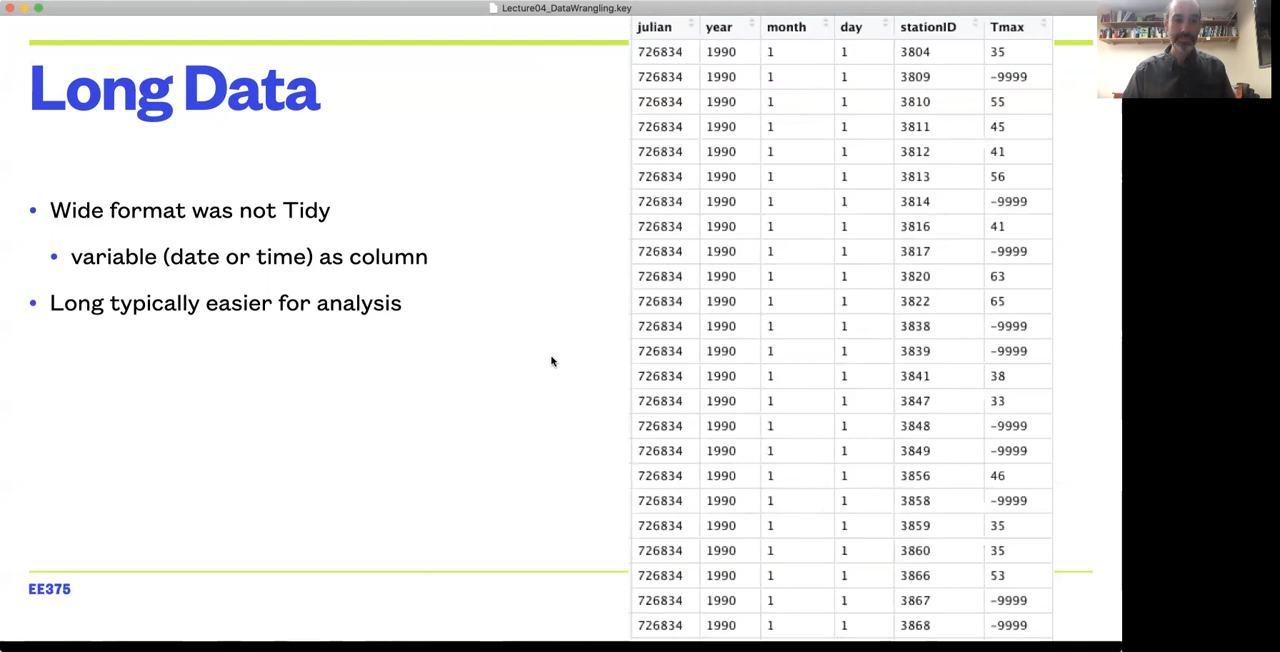 Lecture04_DataWrangling.key
Long Data
• Wide format was not Tidy
• variable (date or time) as column
• Long typically easier for analysis
EE375
julian year month day stationID Tmax
726834 1990 1 1 3804 35
726834 1990 1 1 3809 -9999
726834 1990 1 1 3810 55
726834 1990 1 1 3811 45
726834 1990 1 1 3812 41
726834 1990 1 1 3813 56
726834 1990 1 1 3814 -9999
726834 1990 1 1 3816 41
726834 1990 1 1 3817 -9999
726834 1990 1 1 3820 63
726834 1990 1 1 3822 65
726834 1990 1 1 3838 -9999
726834 1990 1 1 3839 -9999
726834 1990 1 1 3841 38
726834 1990 1 1 3847 33
726834 1990 1 1 3848 -9999
726834 1990 1 1 3849 -9999
726834 1990 1 1 3856 46
726834 1990 1 1 3858 -9999
726834 1990 1 1 3859 35
726834 1990 1 1 3860 35
726834 1990 1 1 3866 53
726834 1990 1 1 3867 -9999
726834 1990 1 1 3868 -9999